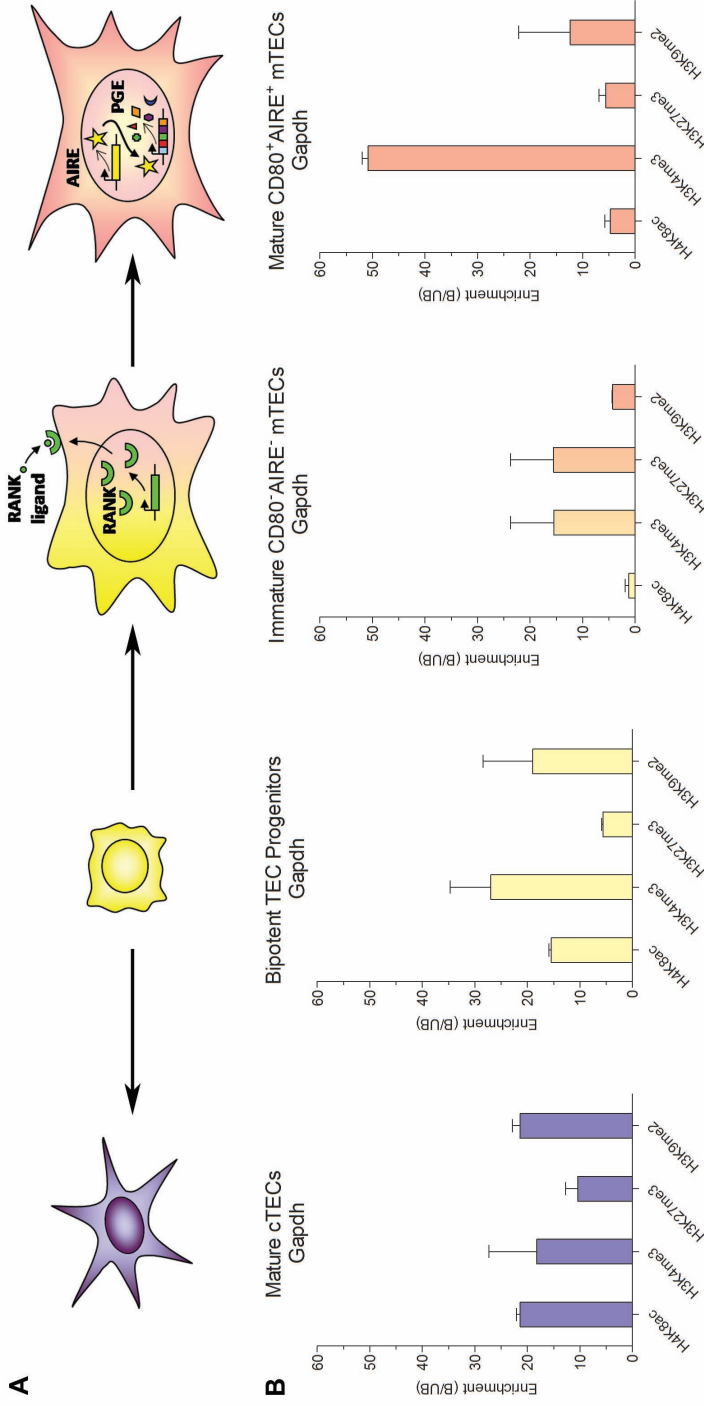 A
RANK
ligand
RANK
AIRE
PGE
B
Mature cTECs
Gapdh
Enrichment (B/UB)
60
50
40
30
20
10
0
H4K8ac
H3K4me3
H3K27me3
H3K9me2
Bipotent TEC Progenitors
Gapdh
Enrichment (B/UB)
60
50
40
30
20
10
0
H4K8ac
H3K4me3
H3K27me3
H3K9me2
Immature CD80⁻AIRE⁻ mTECs
Gapdh
Enrichment (B/UB)
60
50
40
30
20
10
0
H4K8ac
H3K4me3
H3K27me3
H3K9me2
Mature CD80⁺AIRE⁺ mTECs
Gapdh
Enrichment (B/UB)
60
50
40
30
20
10
0
H4K8ac
H3K4me3
H3K27me3
H3K9me2